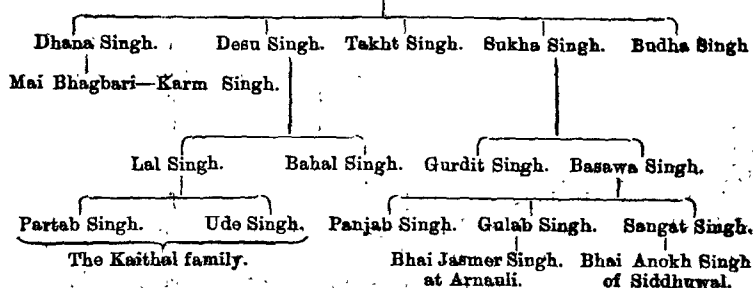 Dhana Singh. Desu Singh. Takht Singh. Sukha Singh. Budha Singh
Mai Bhagbari—Karm Singh.
Lal Singh. Bahal Singh. Gurdit Singh. Basawa Singh.
Partab Singh. Ude Singh. Panjab Singh. Gulab Singh. Sangat Singh.
The Kaithal family. Bhai Jasmer Singh. Bhai Anokh Singh
at Arnauli. of Siddhuwal.